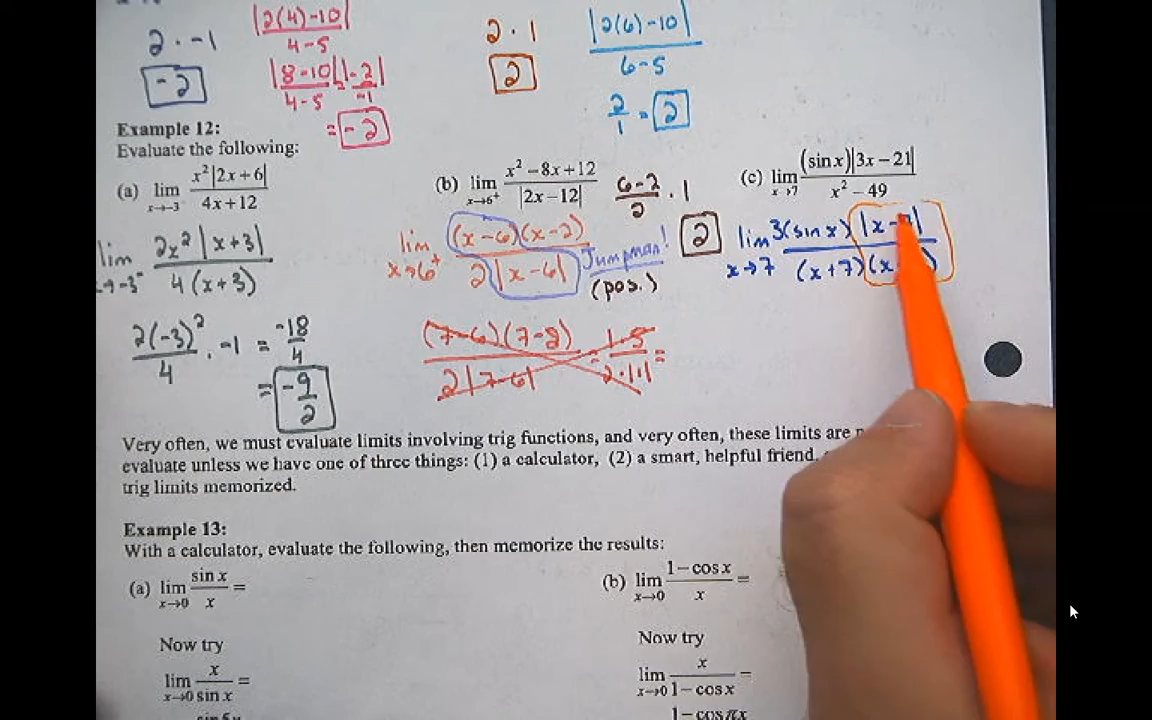 2 · -1
-2
|2(4)-10|
4-5
|8-10| = |-2|
4-5 -1
= -2
2 · 1
2
|2(6)-10|
6-5
2/1 = 2
Example 12:
Evaluate the following:
(a) lim x→-3⁻ x²|2x+6| / 4x+12
lim x→-3⁻ 2x²|x+3| / 4(x+3)
2(-3)²/4 · -1 = -18/4
= -9/2
(b) lim x→6⁺ x²-8x+12 / |2x-12|
6-2/2 · 1
2
lim x→6⁺ (x-6)(x-2) / 2|x-6|
Jumpman!
(pos.)
(7-6)(7-2) / 2|7-6| = 1·5 / 2·|1| =
(c) lim x→7 (sin x)|3x-21| / x²-49
lim x→7 3(sin x)|x- / (x+7)(x
Very often, we must evaluate limits involving trig functions, and very often, these limits are
evaluate unless we have one of three things: (1) a calculator, (2) a smart, helpful friend,
trig limits memorized.
Example 13:
With a calculator, evaluate the following, then memorize the results:
(a) lim x→0 sin x / x =
(b) lim x→0 1-cos x / x =
Now try
lim x→0 x / sin x =
Now try
lim x→0 x / 1-cos x =
1-cos πx